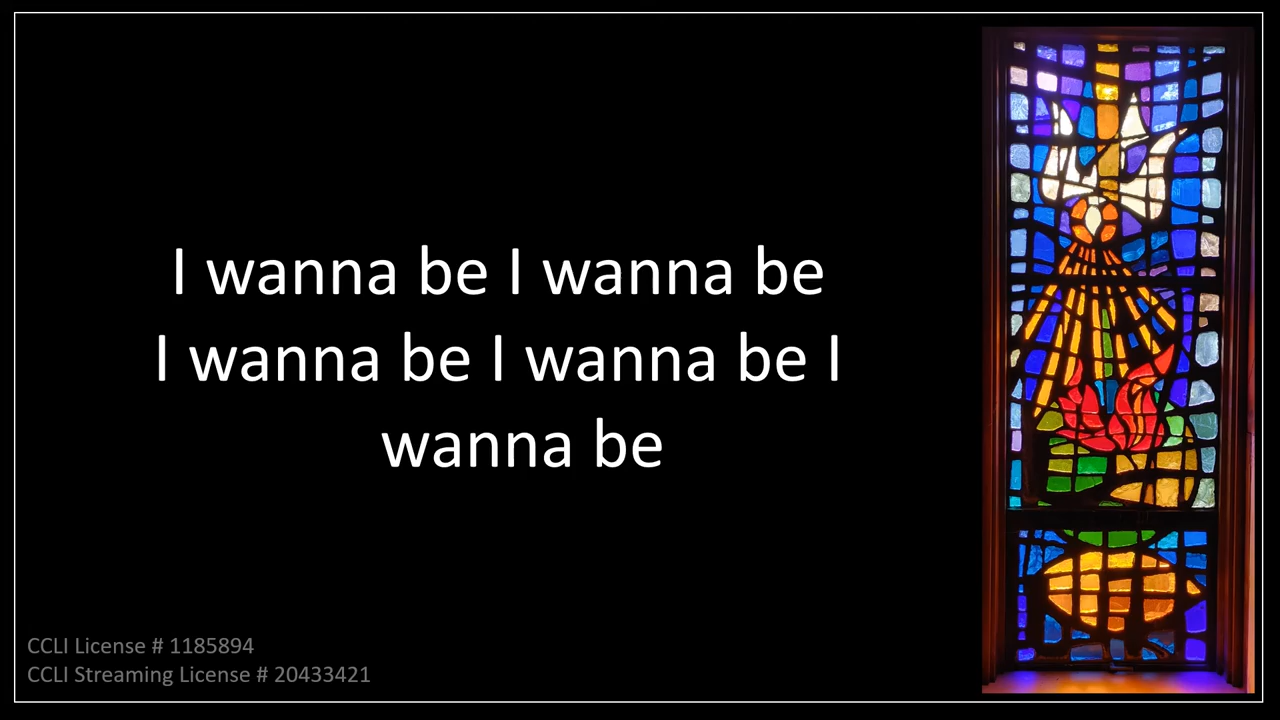 I wanna be I wanna be
I wanna be I wanna be I
wanna be
CCLI License # 1185894
CCLI Streaming License # 20433421